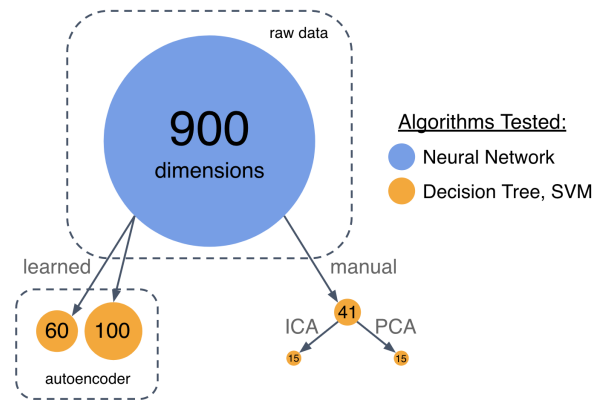 raw data
900
dimensions
Algorithms Tested:
Neural Network
Decision Tree, SVM
learned
manual
60
100
autoencoder
41
ICA
PCA
15
15